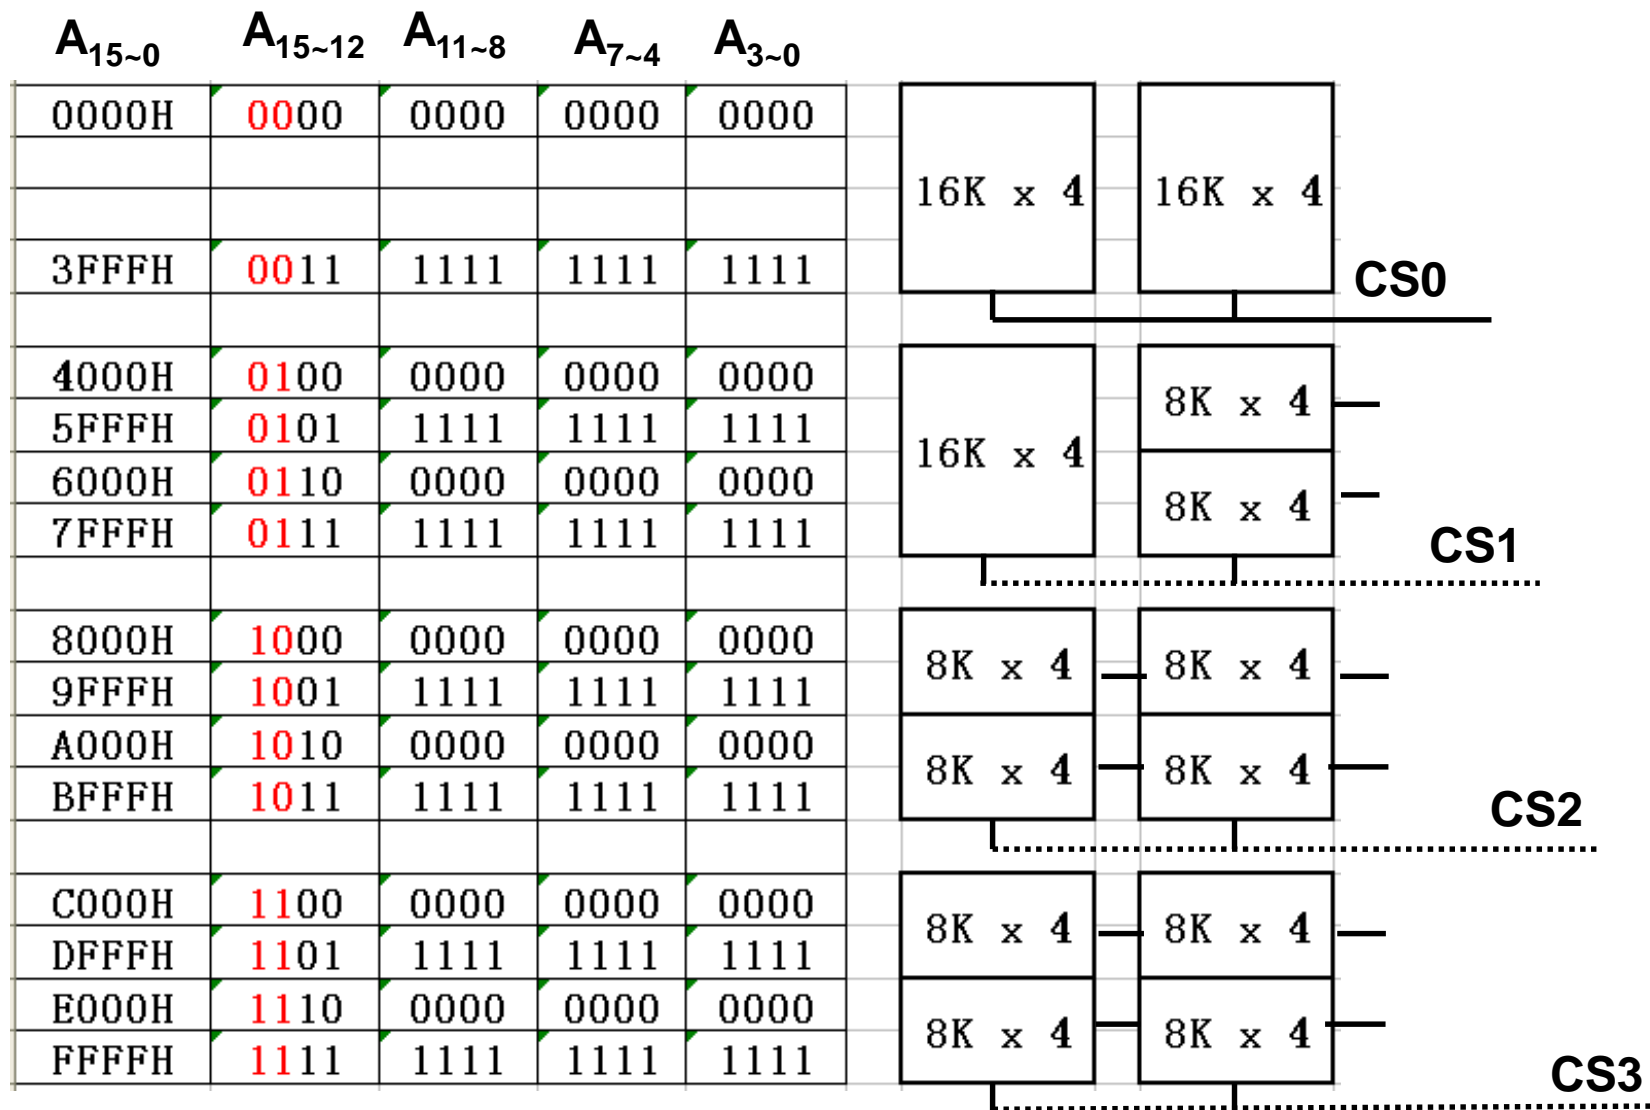 A15~0 A15~12 A11~8 A7~4 A3~0
0000H 0000 0000 0000 0000
16K x 4 16K x 4
3FFFH 0011 1111 1111 1111
CS0
4000H 0100 0000 0000 0000
8K x 4
5FFFH 0101 1111 1111 1111
16K x 4
6000H 0110 0000 0000 0000
8K x 4
7FFFH 0111 1111 1111 1111
CS1
8000H 1000 0000 0000 0000
8K x 4 8K x 4
9FFFH 1001 1111 1111 1111
A000H 1010 0000 0000 0000
8K x 4 8K x 4
BFFFH 1011 1111 1111 1111
CS2
C000H 1100 0000 0000 0000
8K x 4 8K x 4
DFFFH 1101 1111 1111 1111
E000H 1110 0000 0000 0000
8K x 4 8K x 4
FFFFH 1111 1111 1111 1111
CS3